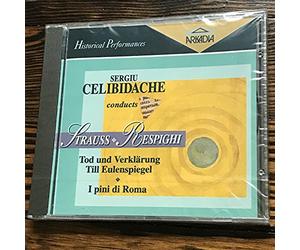 Historical Performances
ARKADIA
SERGIU
CELIBIDACHE
conducts
STRAUSS • RESPIGHI
Tod und Verklärung
Till Eulenspiegel
•
I pini di Roma